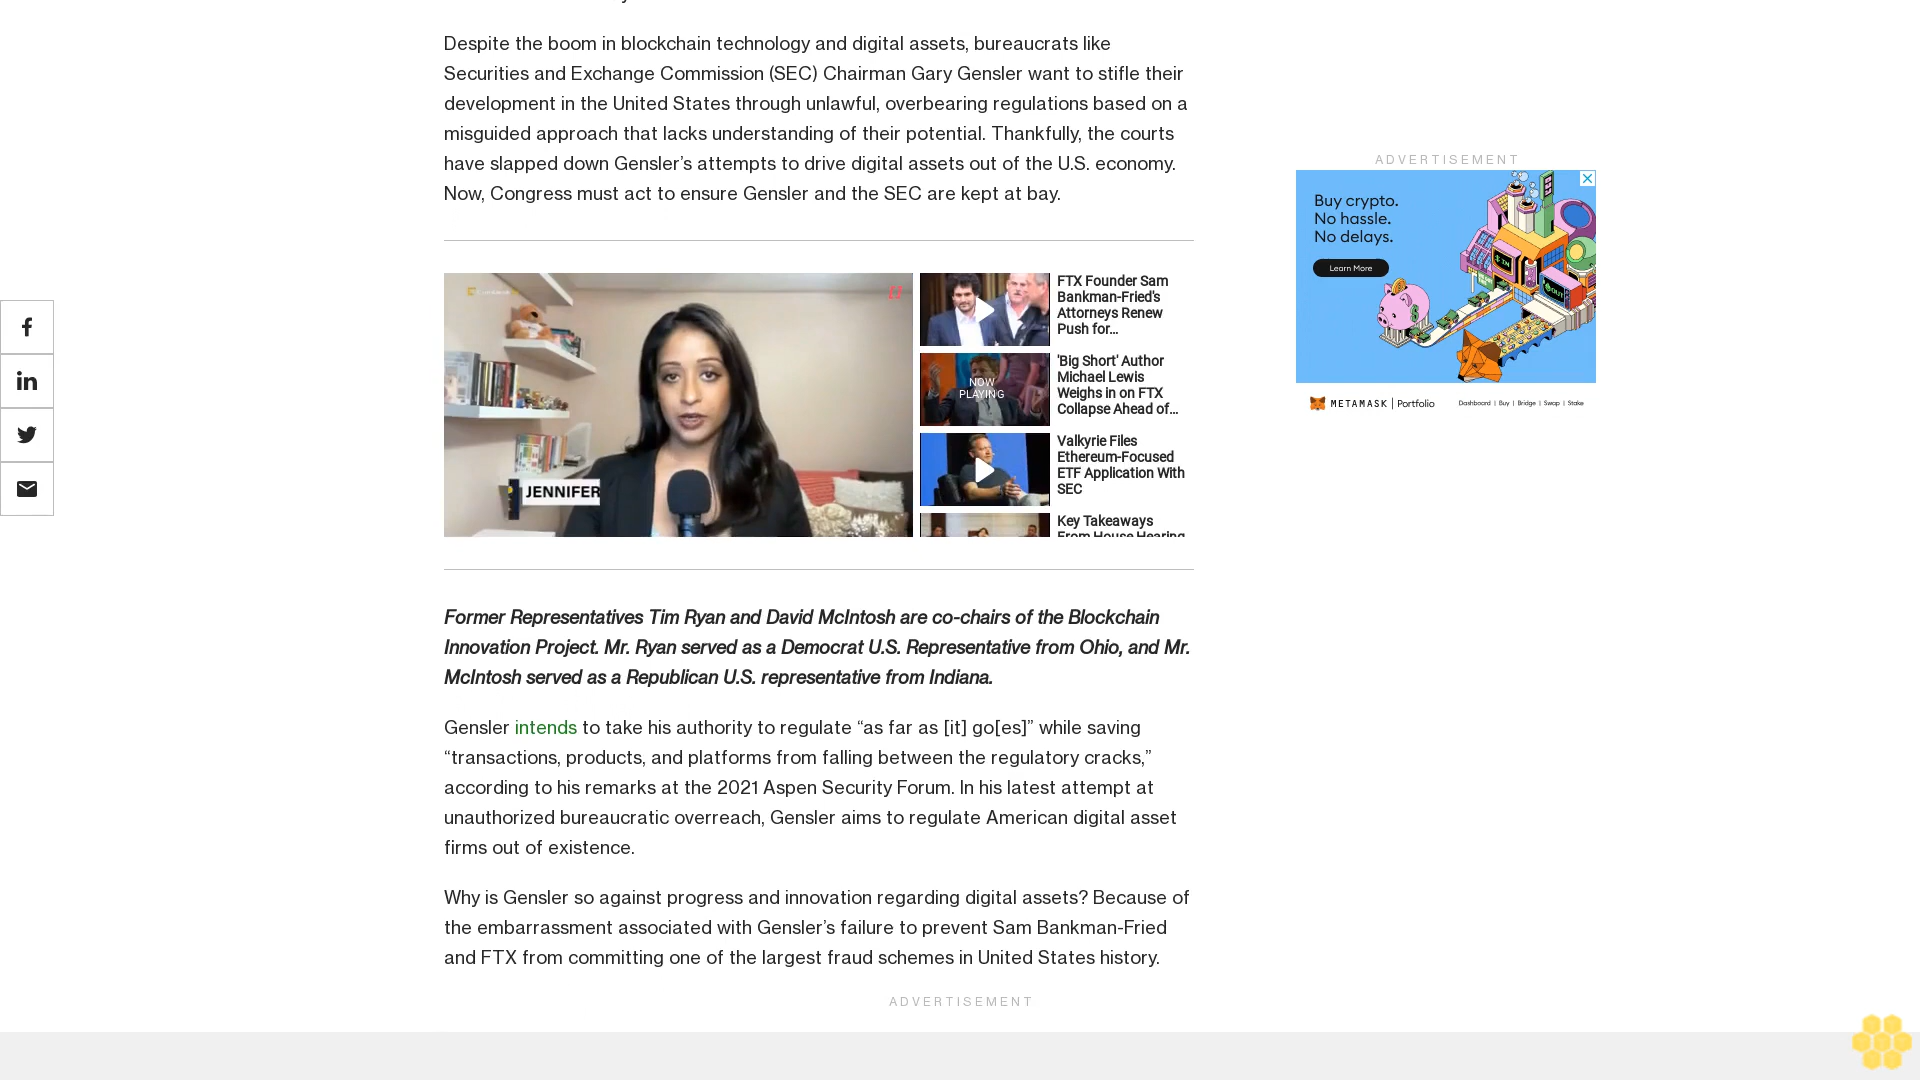 Despite the boom in blockchain technology and digital assets, bureaucrats like
Securities and Exchange Commission (SEC) Chairman Gary Gensler want to stifle their
development in the United States through unlawful, overbearing regulations based on a
misguided approach that lacks understanding of their potential. Thankfully, the courts
have slapped down Gensler’s attempts to drive digital assets out of the U.S. economy.
Now, Congress must act to ensure Gensler and the SEC are kept at bay.
ADVERTISEMENT
Buy crypto.
No hassle.
No delays.
Learn More
IN
OUT
METAMASK | Portfolio
Dashboard | Buy | Bridge | Swap | Stake
JENNIFER
FTX Founder Sam
Bankman-Fried's
Attorneys Renew
Push for...
NOW
PLAYING
'Big Short' Author
Michael Lewis
Weighs in on FTX
Collapse Ahead of...
Valkyrie Files
Ethereum-Focused
ETF Application With
SEC
Key Takeaways
From House Hearing
Former Representatives Tim Ryan and David McIntosh are co-chairs of the Blockchain
Innovation Project. Mr. Ryan served as a Democrat U.S. Representative from Ohio, and Mr.
McIntosh served as a Republican U.S. representative from Indiana.
Gensler intends to take his authority to regulate “as far as [it] go[es]” while saving
“transactions, products, and platforms from falling between the regulatory cracks,”
according to his remarks at the 2021 Aspen Security Forum. In his latest attempt at
unauthorized bureaucratic overreach, Gensler aims to regulate American digital asset
firms out of existence.
Why is Gensler so against progress and innovation regarding digital assets? Because of
the embarrassment associated with Gensler’s failure to prevent Sam Bankman-Fried
and FTX from committing one of the largest fraud schemes in United States history.
ADVERTISEMENT